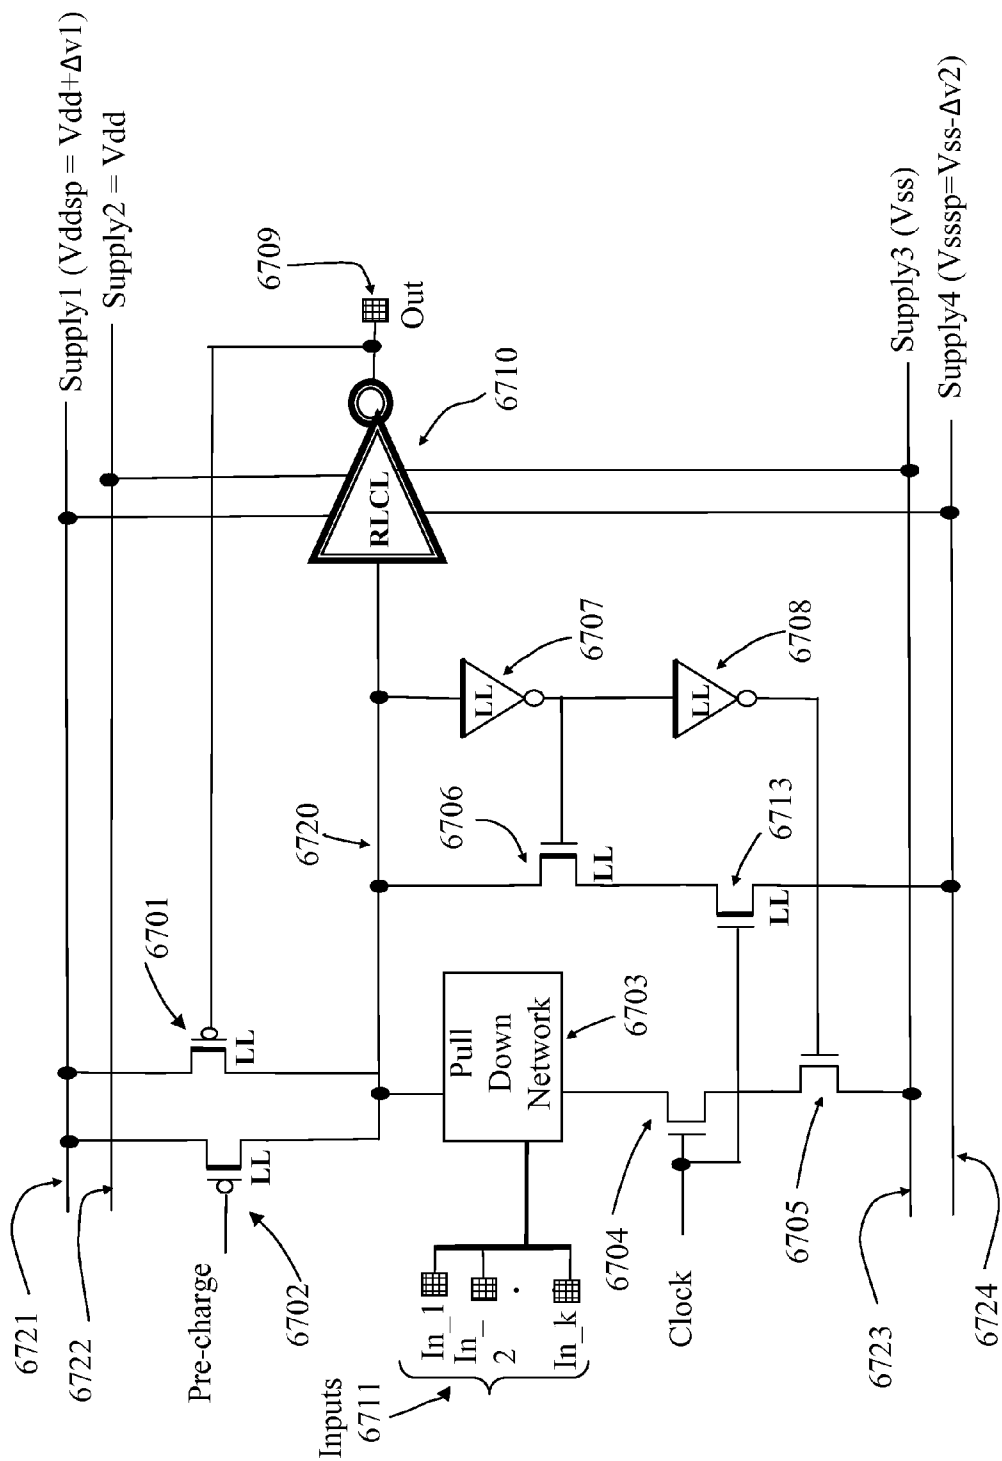 Supply1 (Vddsp = Vdd+Δv1)
Supply2 = Vdd
6709
Out
6710
RLCL
6701
LL
6720
6702
LL
Pre-charge
6721
6722
Pull
Down
Network
6703
6706
LL
6707
LL
6708
LL
6713
LL
Inputs
6711
In_1
In_
2
.
In_k
6704
Clock
6705
6723
6724
Supply3 (Vss)
Supply4 (Vsssp=Vss-Δv2)